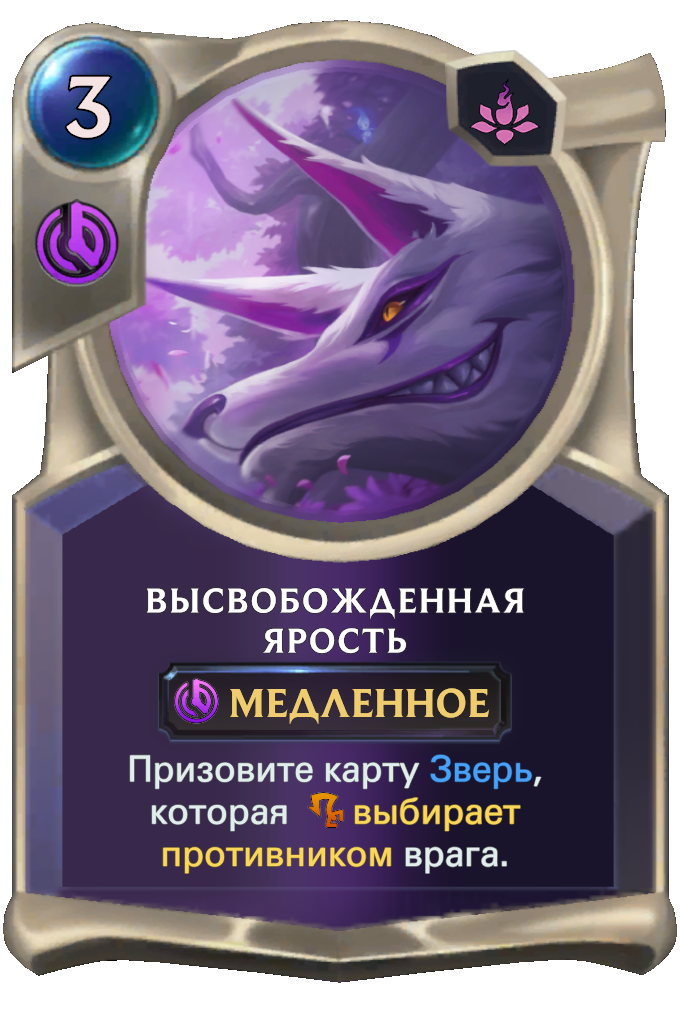 3
ВЫСВОБОЖДЕННАЯ
ЯРОСТЬ
МЕДЛЕННОЕ
Призовите карту Зверь,
которая выбирает
противником врага.